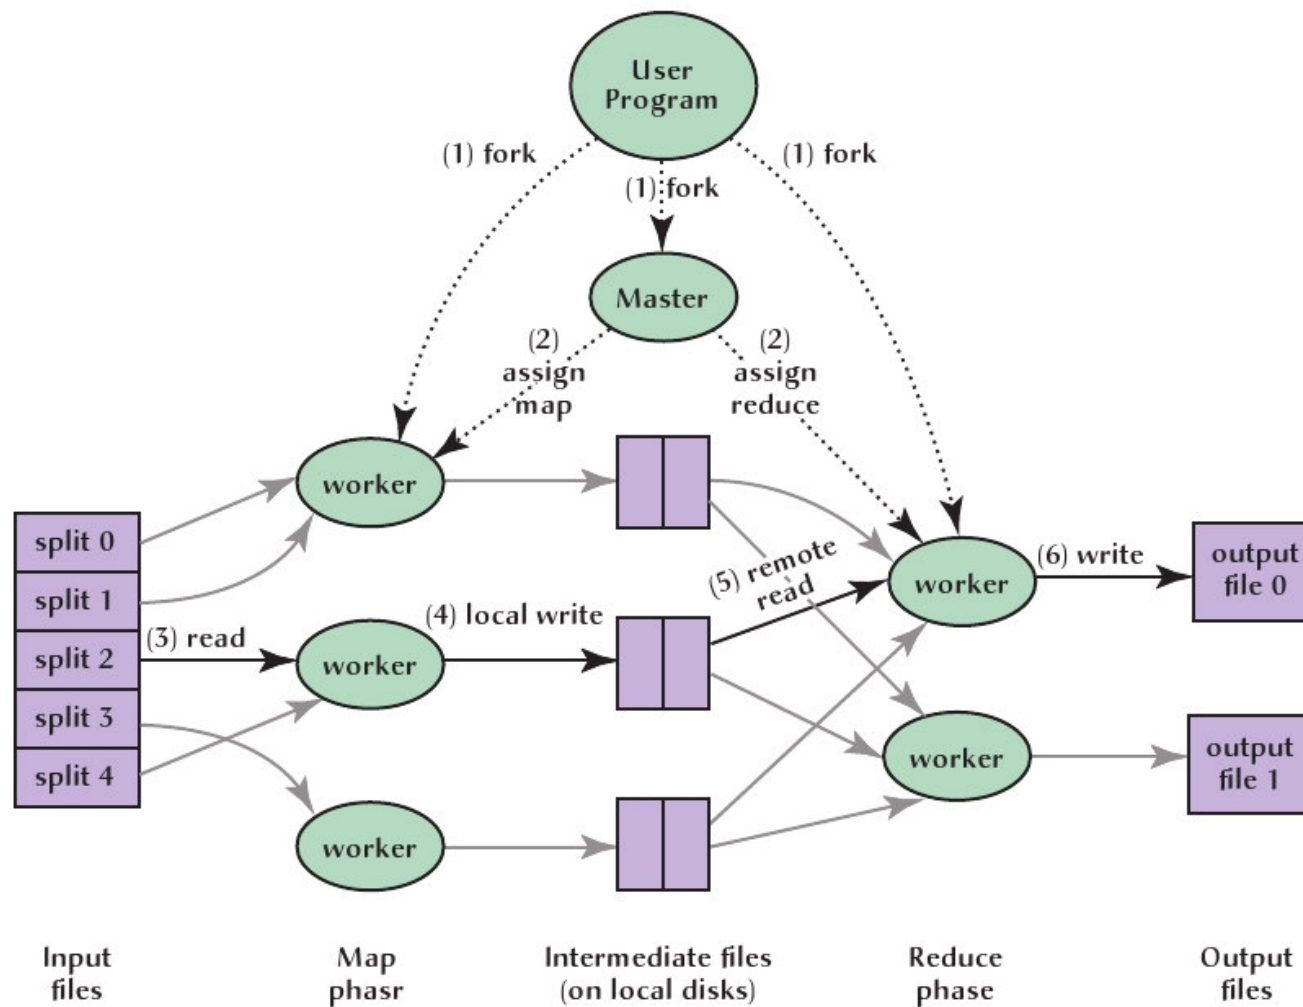 User
Program
(1) fork
(1) fork
(1) fork
Master
(2)
assign
map
(2)
assign
reduce
worker
split 0
split 1
split 2
split 3
split 4
(3) read
worker
(4) local write
worker
(5) remote
read
worker
(6) write
output
file 0
worker
output
file 1
Input
files
Map
phasr
Intermediate files
(on local disks)
Reduce
phase
Output
files